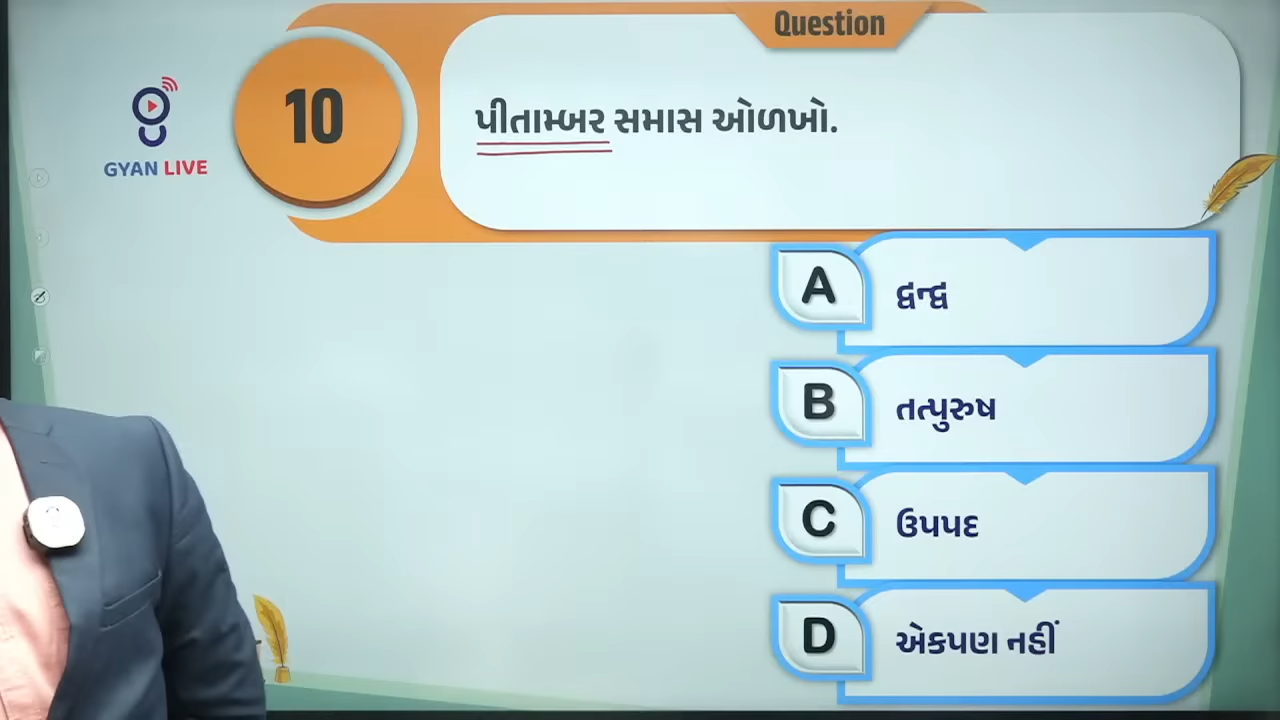 Question
10
પીતામ્બર સમાસ ઓળખો.
GYAN LIVE
A
દ્વન્દ્વ
B
તત્પુરુષ
C
ઉપપદ
D
એકપણ નહીં